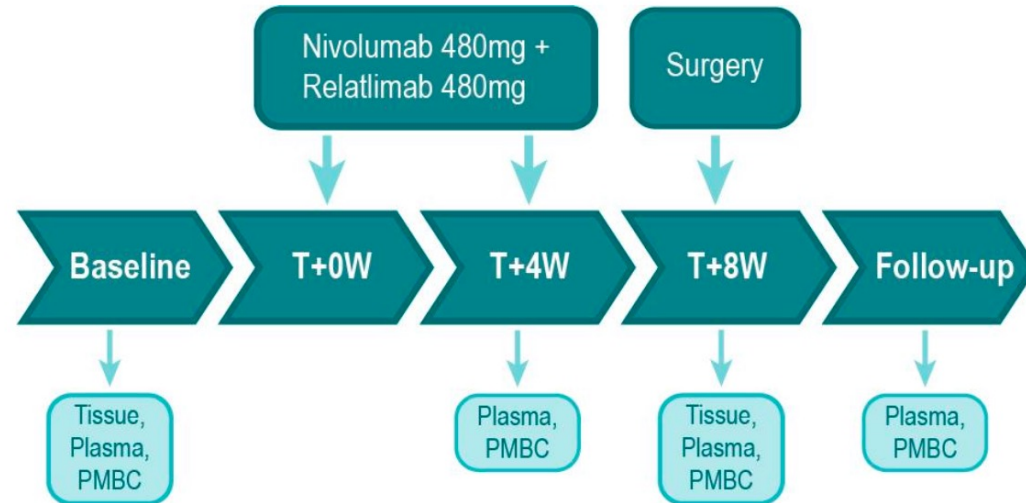 Nivolumab 480mg +
Relatlimab 480mg
Surgery
Baseline
T+0W
T+4W
T+8W
Follow-up
Tissue,
Plasma,
PMBC
Plasma,
PMBC
Tissue,
Plasma,
PMBC
Plasma,
PMBC